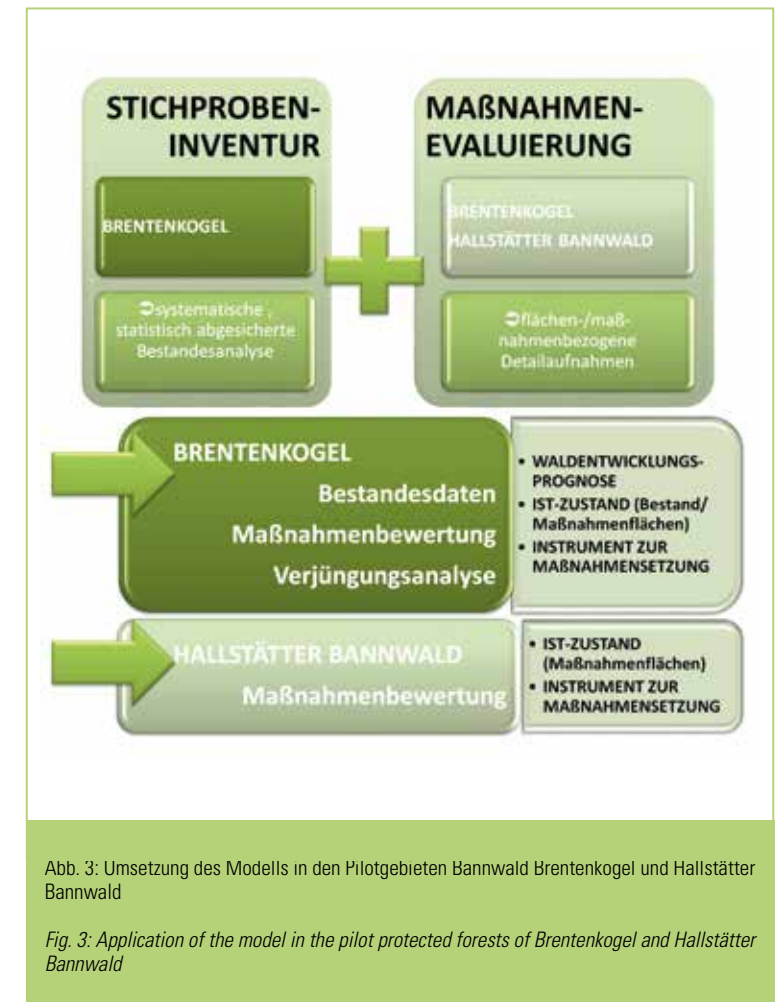 STICHPROBEN-
INVENTUR
BRENTENKOGEL
➲systematische ,
statistisch abgesicherte
Bestandesanalyse
MAßNAHMEN-
EVALUIERUNG
BRENTENKOGEL
HALLSTÄTTER BANNWALD
➲flächen-/maß-
nahmenbezogene
Detailaufnahmen
BRENTENKOGEL
Bestandesdaten
Maßnahmenbewertung
Verjüngungsanalyse
• WALDENTWICKLUNGS-
PROGNOSE
• IST-ZUSTAND (Bestand/
Maßnahmenflächen)
• INSTRUMENT ZUR
MAßNAHMENSETZUNG
HALLSTÄTTER BANNWALD
Maßnahmenbewertung
• IST-ZUSTAND
(Maßnahmenflächen)
• INSTRUMENT ZUR
MAßNAHMENSETZUNG
Abb. 3: Umsetzung des Modells in den Pilotgebieten Bannwald Brentenkogel und Hallstätter
Bannwald
Fig. 3: Application of the model in the pilot protected forests of Brentenkogel and Hallstätter
Bannwald